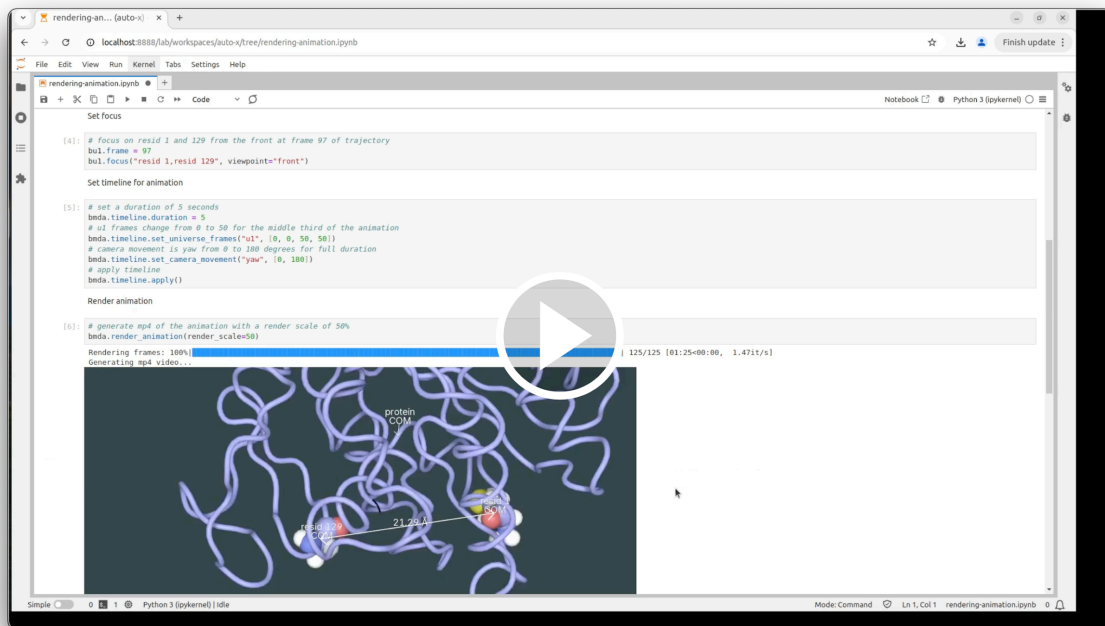 rendering-an... (auto-x)
localhost:8888/lab/workspaces/auto-x/tree/rendering-animation.ipynb
Finish update
File Edit View Run Kernel Tabs Settings Help
rendering-animation.ipynb
Code
Notebook
Python 3 (ipykernel)
Set focus
[4]:
# focus on resid 1 and 129 from the front at frame 97 of trajectory
bu1.frame = 97
bu1.focus("resid 1,resid 129", viewpoint="front")
Set timeline for animation
[5]:
# set a duration of 5 seconds
bmda.timeline.duration = 5
# u1 frames change from 0 to 50 for the middle third of the animation
bmda.timeline.set_universe_frames("u1", [0, 0, 50, 50])
# camera movement is yaw from 0 to 180 degrees for full duration
bmda.timeline.set_camera_movement("yaw", [0, 180])
# apply timeline
bmda.timeline.apply()
Render animation
[6]:
# generate mp4 of the animation with a render scale of 50%
bmda.render_animation(render_scale=50)
Rendering frames: 100%| | 125/125 [01:25<00:00, 1.47it/s]
Generating mp4 video...
protein
COM
resid
COM
21.29 Å
resid 129
COM
Simple 0 1 Python 3 (ipykernel) | Idle
Mode: Command Ln 1, Col 1 rendering-animation.ipynb 0